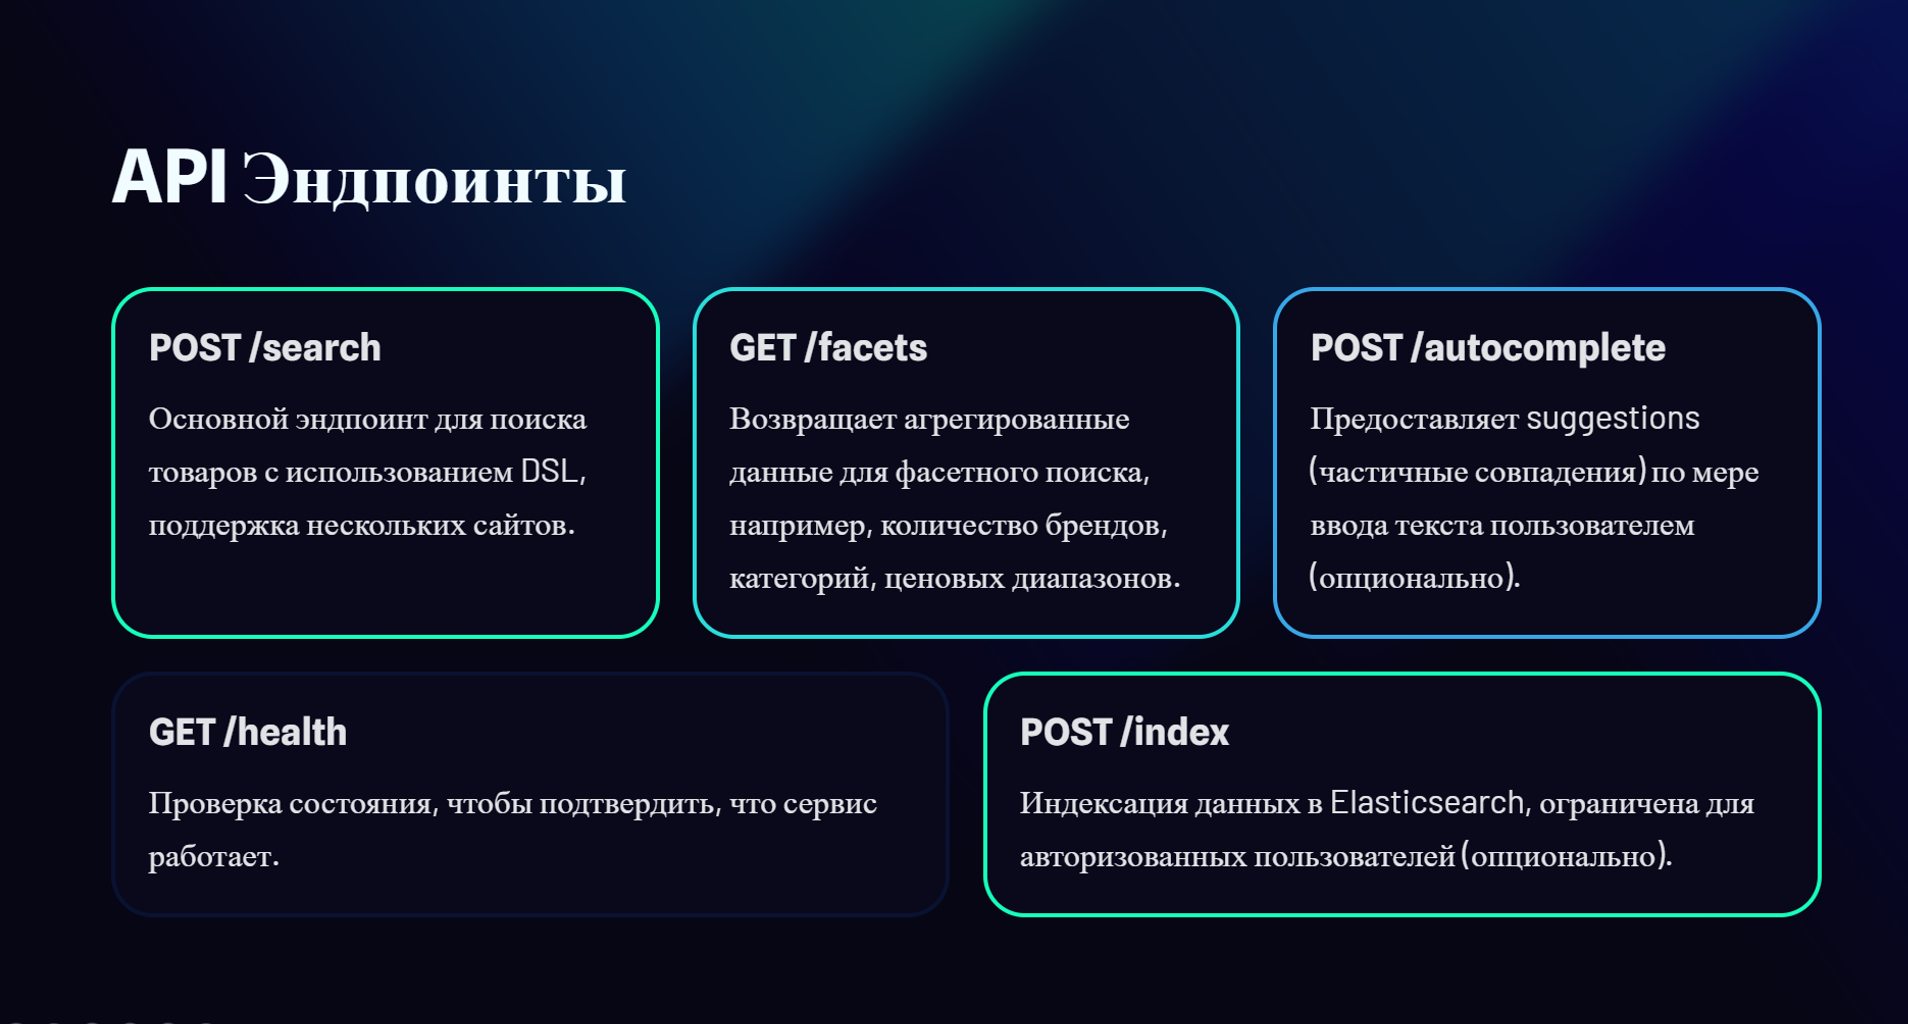 API Эндпоинты
POST /search
Основной эндпоинт для поиска
товаров с использованием DSL,
поддержка нескольких сайтов.
GET /facets
Возвращает агрегированные
данные для фасетного поиска,
например, количество брендов,
категорий, ценовых диапазонов.
POST /autocomplete
Предоставляет suggestions
(частичные совпадения) по мере
ввода текста пользователем
(опционально).
GET /health
Проверка состояния, чтобы подтвердить, что сервис
работает.
POST /index
Индексация данных в Elasticsearch, ограничена для
авторизованных пользователей (опционально).